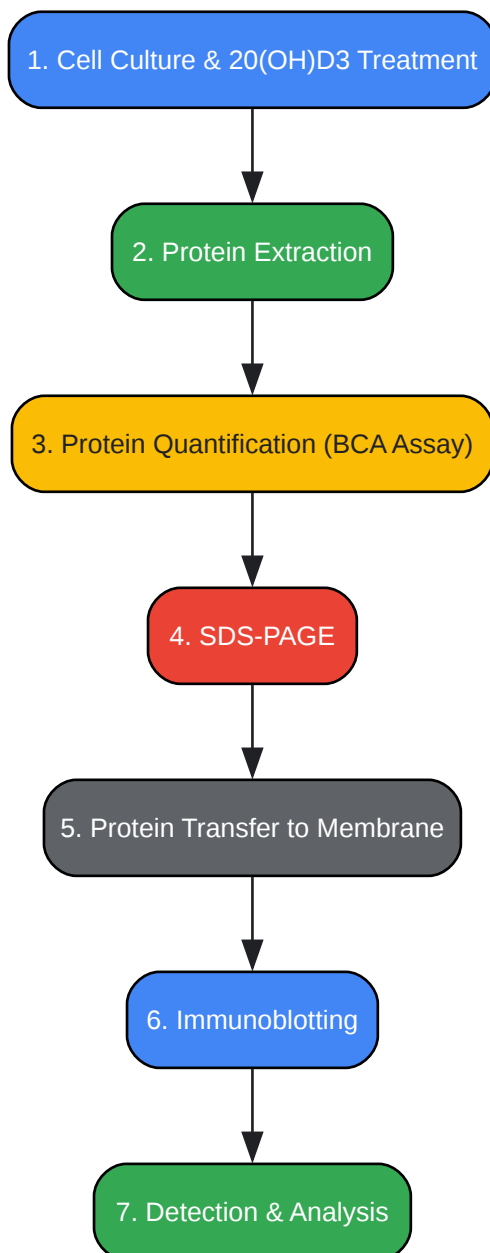 1. Cell Culture & 20(OH)D3 Treatment
2. Protein Extraction
3. Protein Quantification (BCA Assay)
4. SDS-PAGE
5. Protein Transfer to Membrane
6. Immunoblotting
7. Detection & Analysis